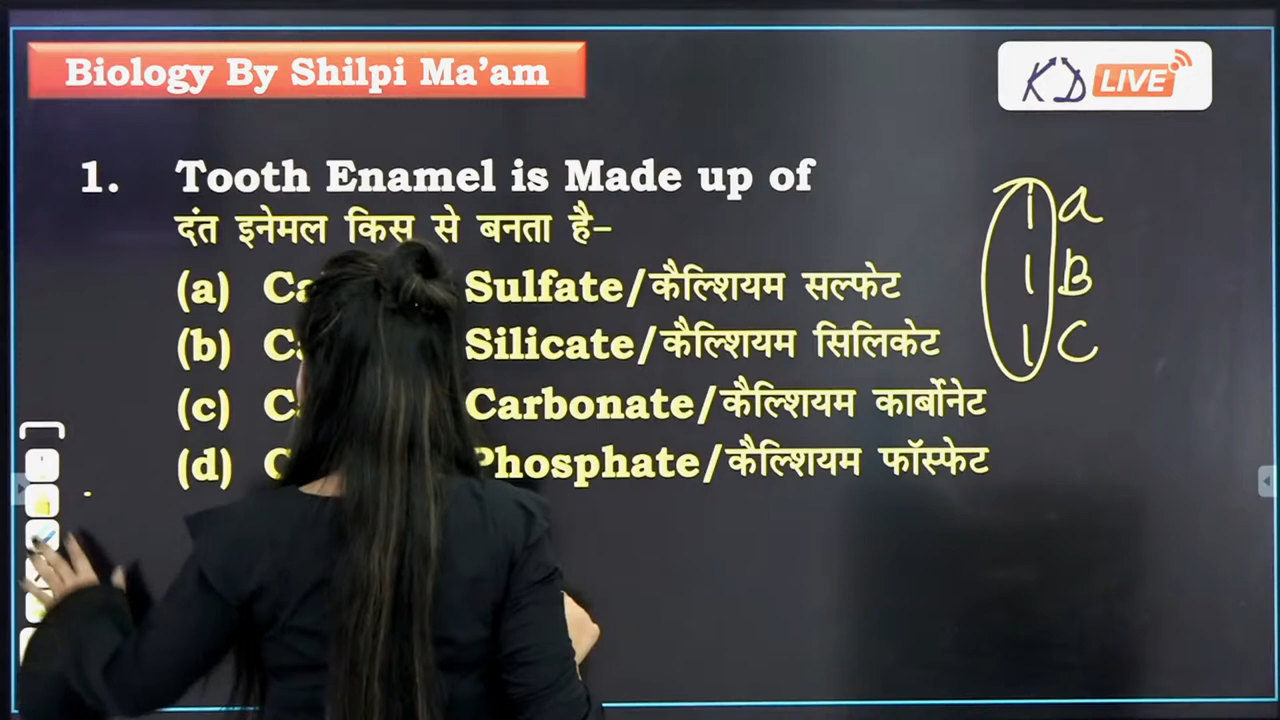 Biology By Shilpi Ma'am
KD LIVE
1. Tooth Enamel is Made up of
दंत इनेमल किस से बनता है-
(a) Sulfate/कैल्शियम सल्फेट
(b) Silicate/कैल्शियम सिलिकेट
(c) Carbonate/कैल्शियम कार्बोनेट
(d) Phosphate/कैल्शियम फॉस्फेट
1 a
1 B
1 C